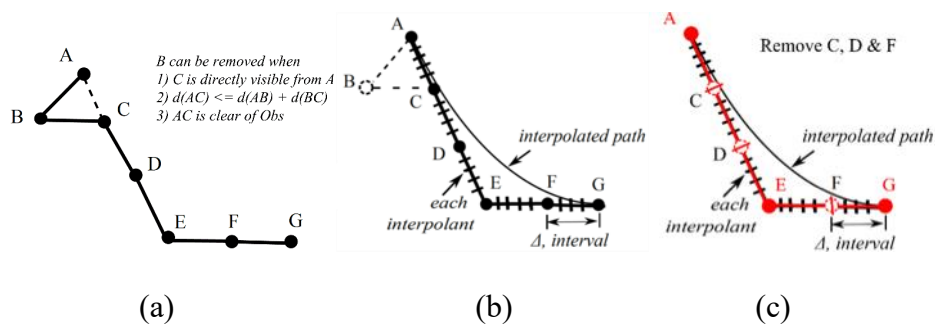 A
B
C
D
E
F
G
B can be removed when
1) C is directly visible from A
2) d(AC) <= d(AB) + d(BC)
3) AC is clear of Obs
(a)
A
B
C
D
E
F
G
interpolated path
each
interpolant
Δ, interval
(b)
A
Remove C, D & F
C
D
E
F
G
interpolated path
each
interpolant
Δ, interval
(c)